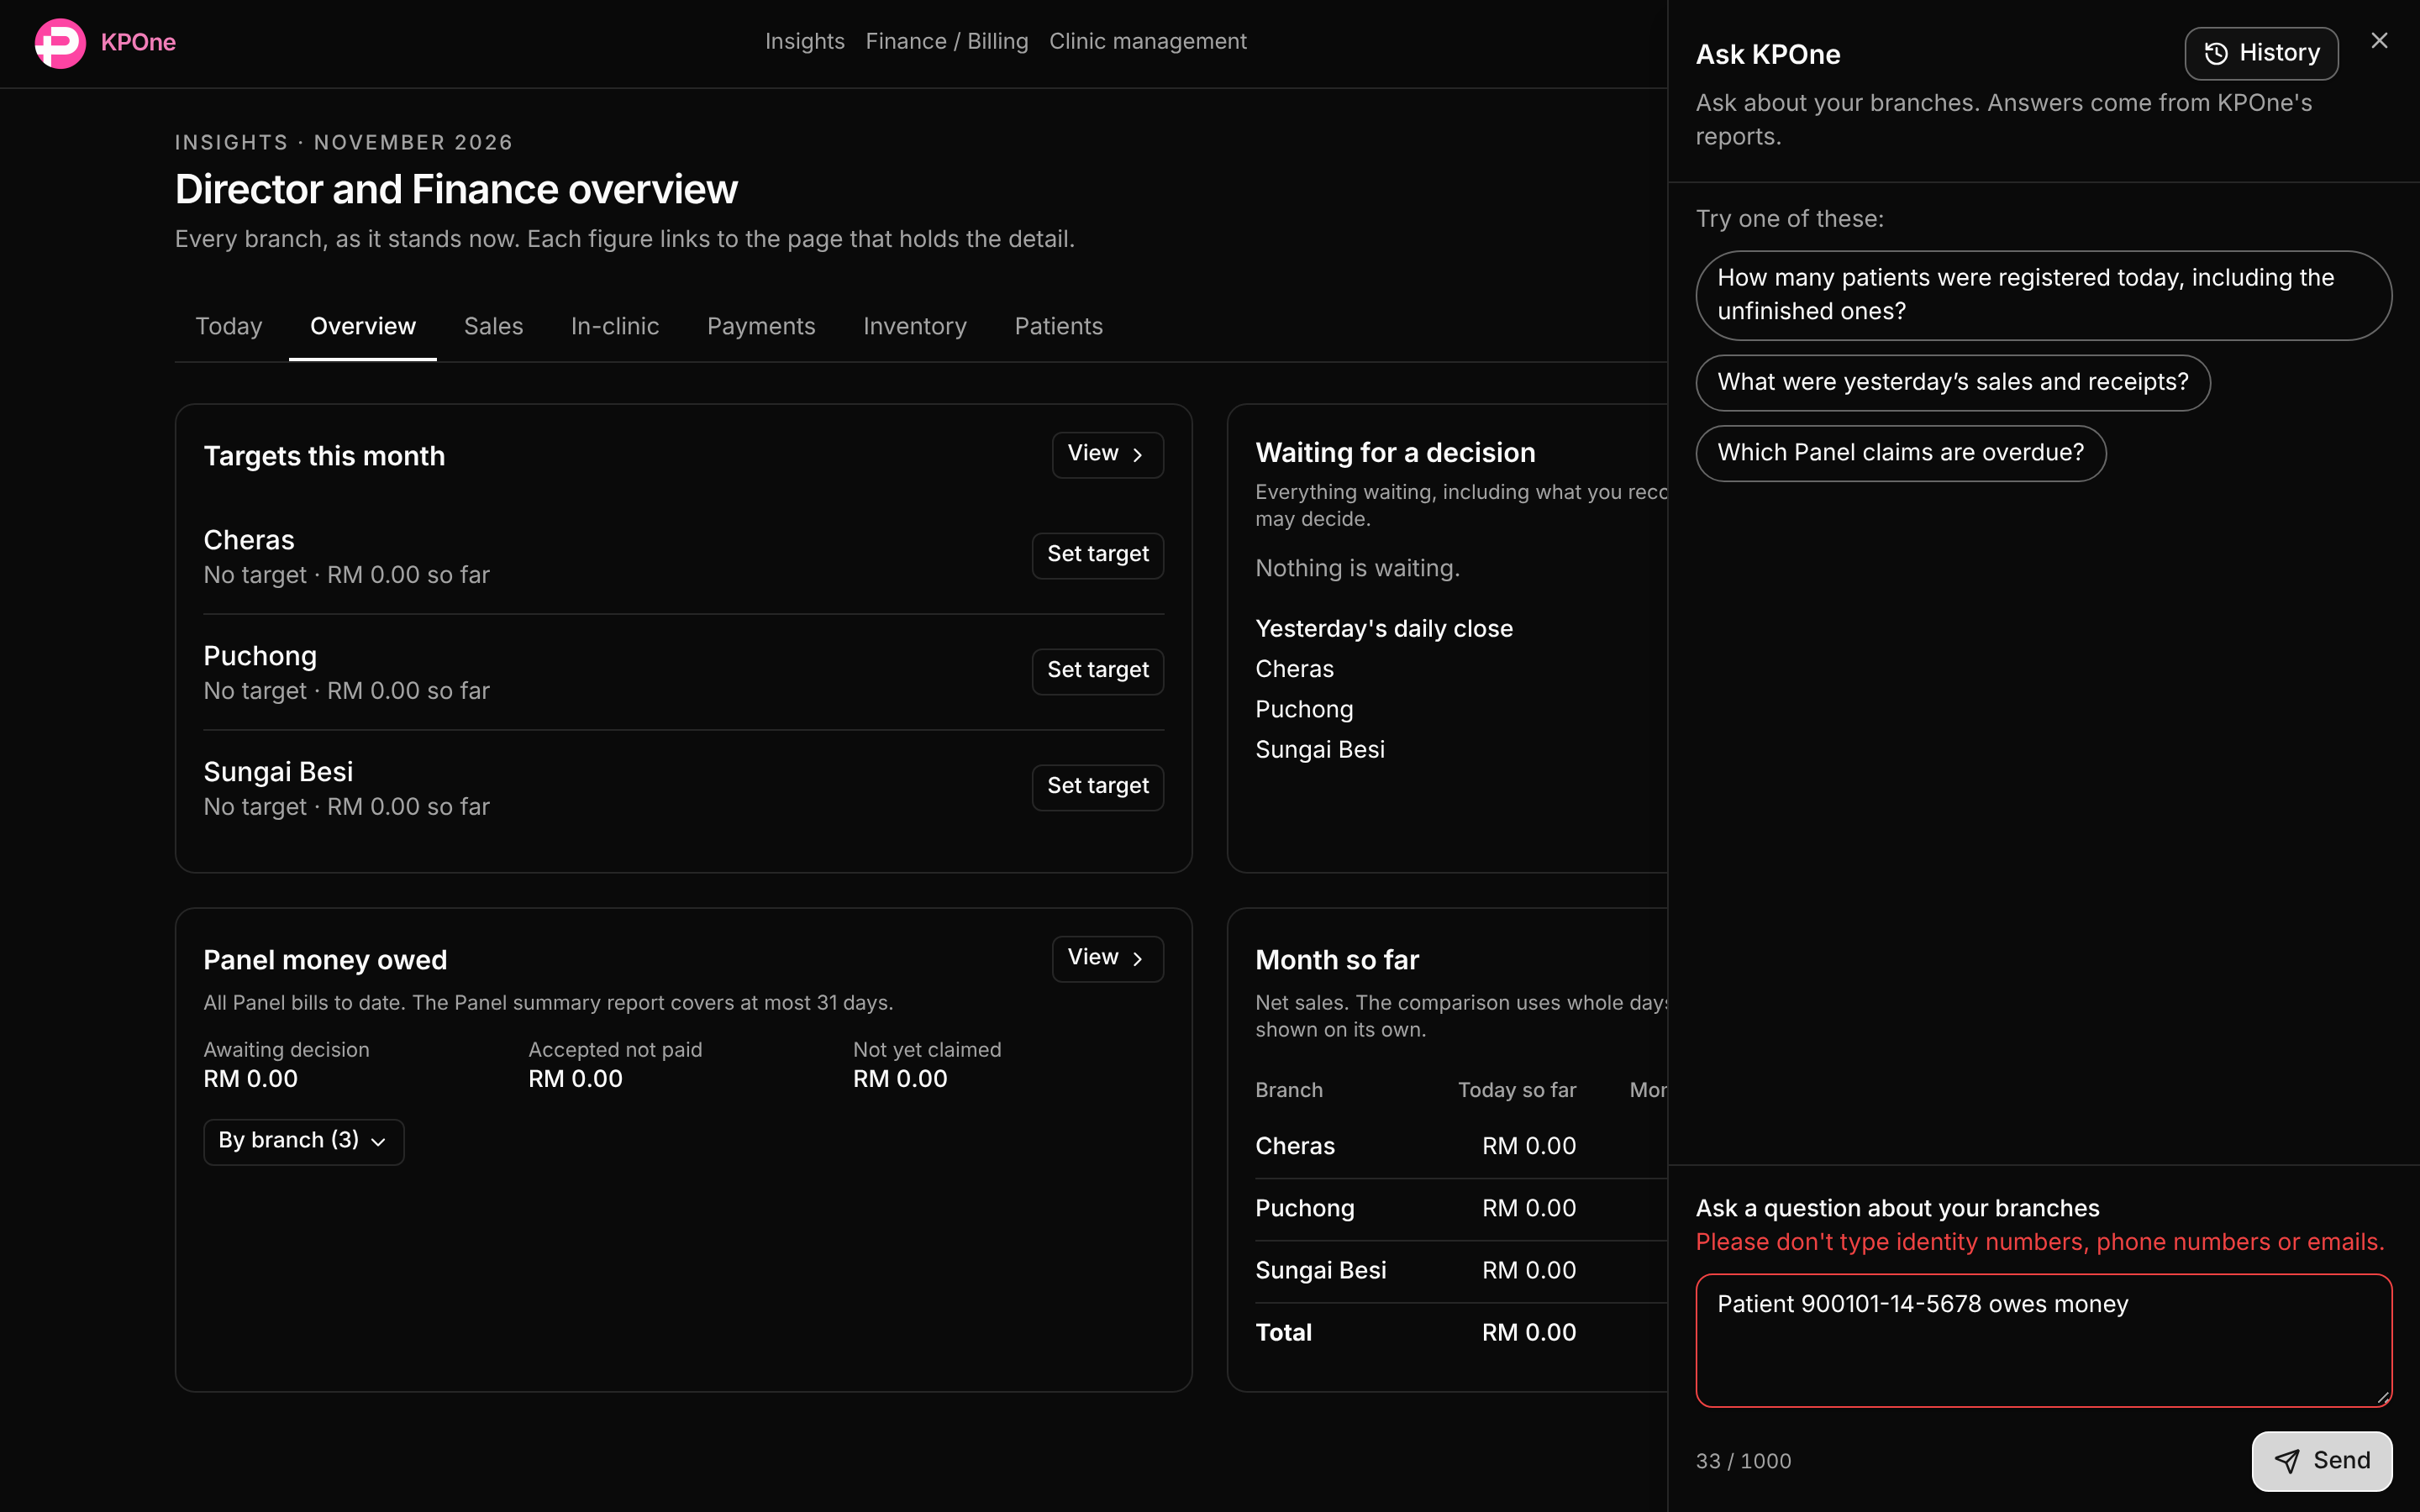 KPOne
Insights
Finance / Billing
Clinic management
INSIGHTS · NOVEMBER 2026
Director and Finance overview
Every branch, as it stands now. Each figure links to the page that holds the detail.
Today
Overview
Sales
In-clinic
Payments
Inventory
Patients
Targets this month
View
Cheras
No target · RM 0.00 so far
Set target
Puchong
No target · RM 0.00 so far
Set target
Sungai Besi
No target · RM 0.00 so far
Set target
Waiting for a decision
Everything waiting, including what you
may decide.
Nothing is waiting.
Yesterday's daily close
Cheras
Puchong
Sungai Besi
Panel money owed
View
All Panel bills to date. The Panel summary report covers at most 31 days.
Awaiting decision
RM 0.00
Accepted not paid
RM 0.00
Not yet claimed
RM 0.00
By branch (3)
Month so far
Net sales. The comparison uses whole days
shown on its own.
Branch Today so far
Cheras RM 0.00
Puchong RM 0.00
Sungai Besi RM 0.00
Total RM 0.00
Ask KPOne
History
Ask about your branches. Answers come from KPOne's
reports.
Try one of these:
How many patients were registered today, including the
unfinished ones?
What were yesterday’s sales and receipts?
Which Panel claims are overdue?
Ask a question about your branches
Please don't type identity numbers, phone numbers or emails.
Patient 900101-14-5678 owes money
33 / 1000
Send